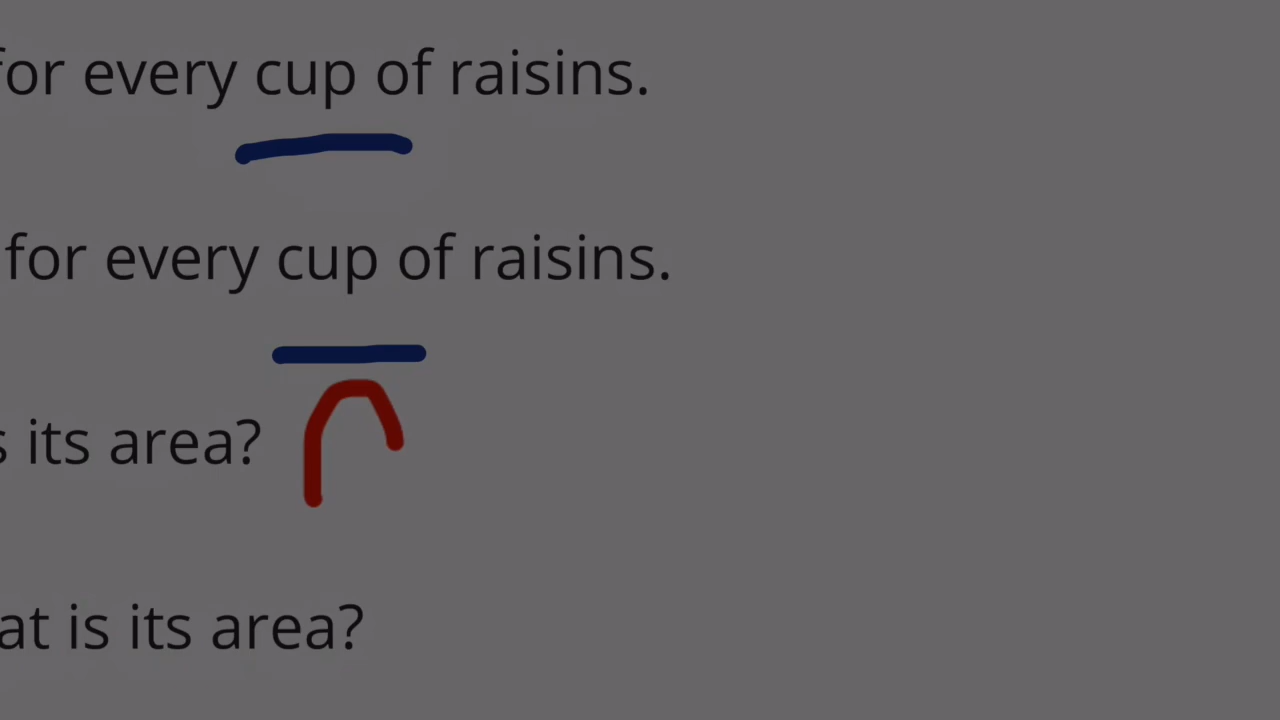 for every cup of raisins.
for every cup of raisins.
s its area?
at is its area?